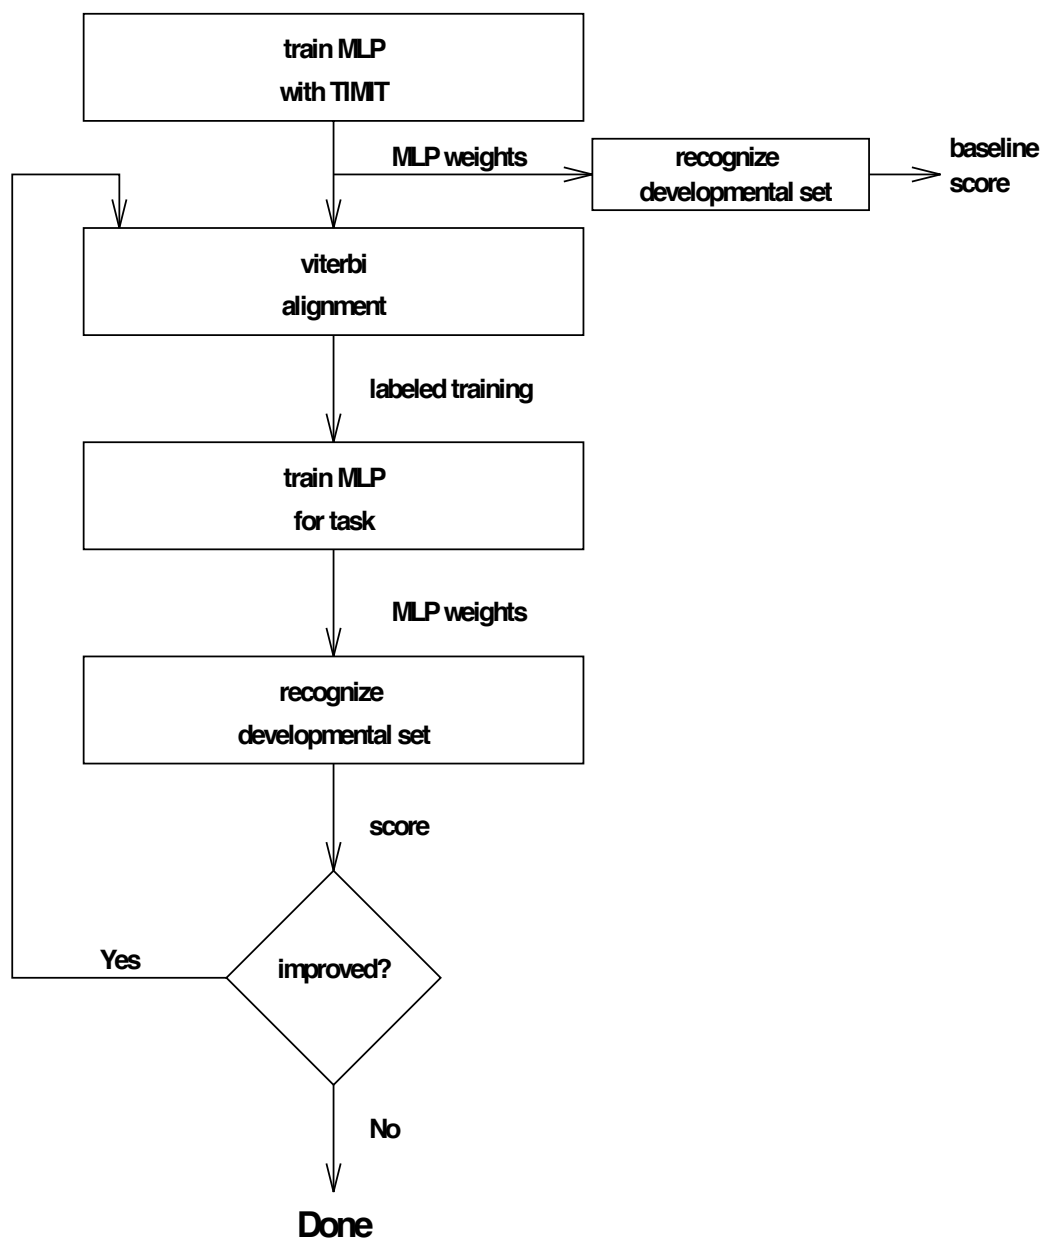 train MLP
with TIMIT
MLP weights
recognize
developmental set
baseline
score
viterbi
alignment
labeled training
train MLP
for task
MLP weights
recognize
developmental set
score
improved?
Yes
No
Done